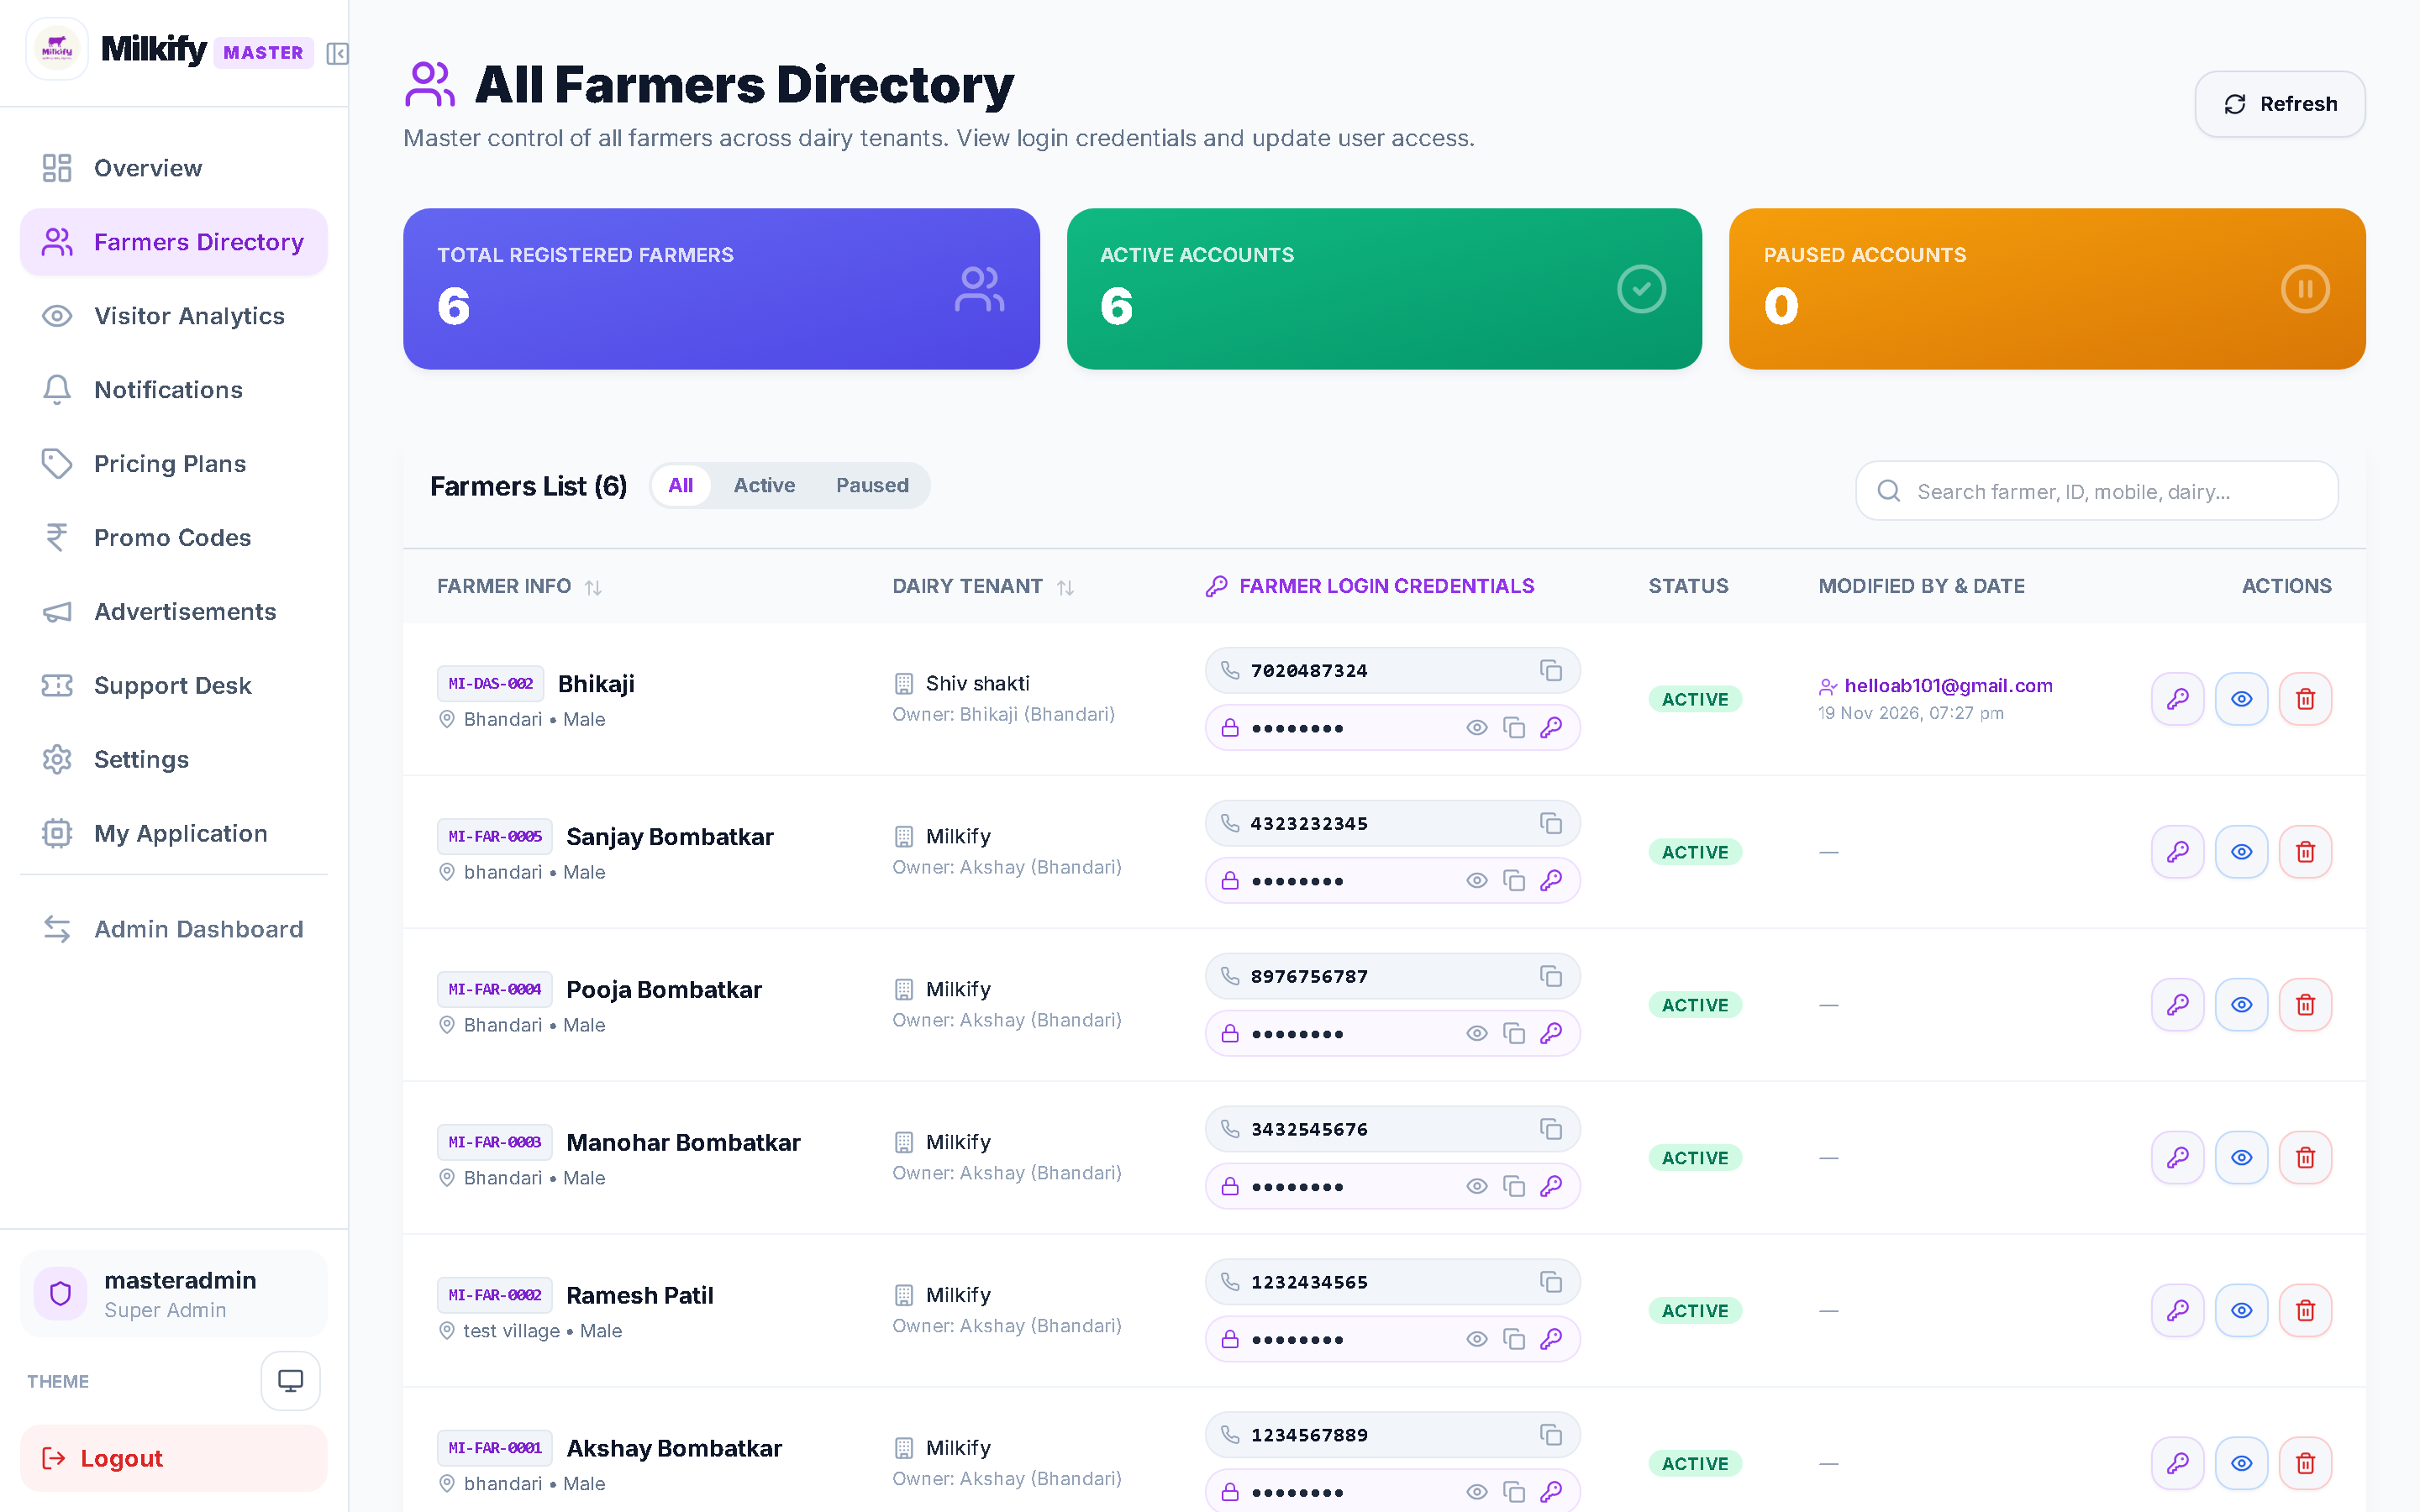 Milkify
Milkify MASTER
Overview
Farmers Directory
Visitor Analytics
Notifications
Pricing Plans
Promo Codes
Advertisements
Support Desk
Settings
My Application
Admin Dashboard
masteradmin
Super Admin
THEME
Logout
All Farmers Directory
Master control of all farmers across dairy tenants. View login credentials and update user access.
Refresh
TOTAL REGISTERED FARMERS
6
ACTIVE ACCOUNTS
6
PAUSED ACCOUNTS
0
Farmers List (6) All Active Paused
Search farmer, ID, mobile, dairy...
FARMER INFO DAIRY TENANT FARMER LOGIN CREDENTIALS STATUS MODIFIED BY & DATE ACTIONS
MI-DAS-002 Bhikaji
Bhandari • Male
Shiv shakti
Owner: Bhikaji (Bhandari)
7020487324
••••••••
ACTIVE
helloab101@gmail.com
19 Nov 2026, 07:27 pm
MI-FAR-0005 Sanjay Bombatkar
bhandari • Male
Milkify
Owner: Akshay (Bhandari)
4323232345
••••••••
ACTIVE
—
MI-FAR-0004 Pooja Bombatkar
Bhandari • Male
Milkify
Owner: Akshay (Bhandari)
8976756787
••••••••
ACTIVE
—
MI-FAR-0003 Manohar Bombatkar
Bhandari • Male
Milkify
Owner: Akshay (Bhandari)
3432545676
••••••••
ACTIVE
—
MI-FAR-0002 Ramesh Patil
test village • Male
Milkify
Owner: Akshay (Bhandari)
1232434565
••••••••
ACTIVE
—
MI-FAR-0001 Akshay Bombatkar
bhandari • Male
Milkify
Owner: Akshay (Bhandari)
1234567889
••••••••
ACTIVE
—